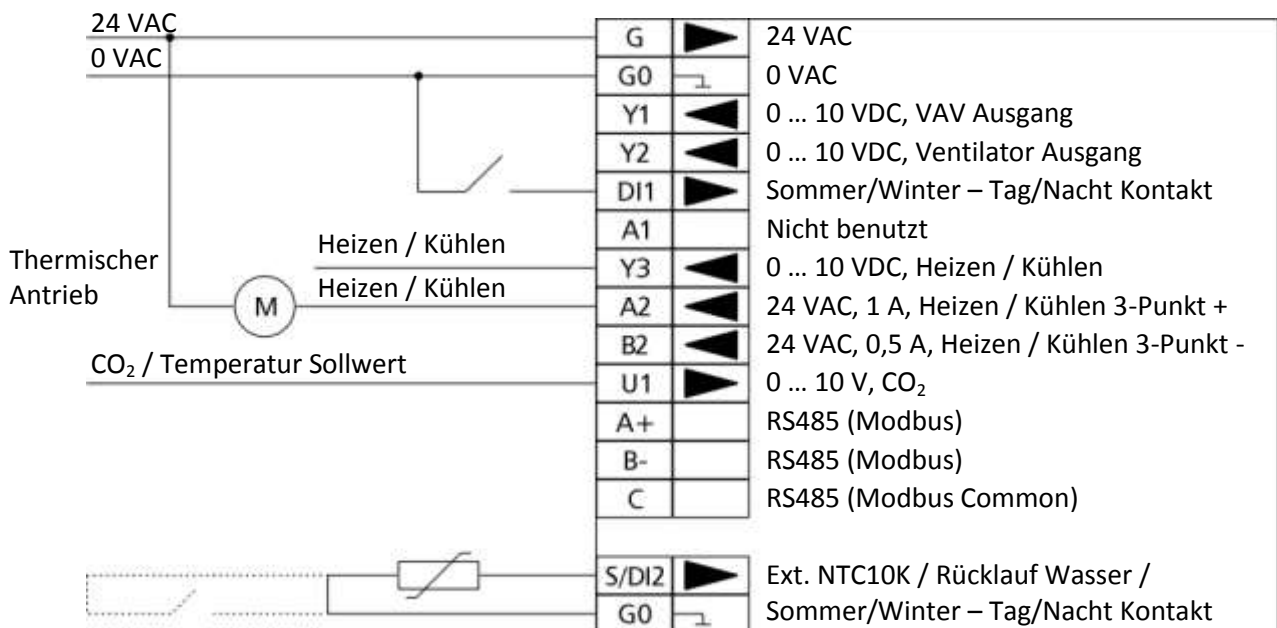 24 VAC
G
24 VAC
0 VAC
G0
0 VAC
Y1
0 ... 10 VDC, VAV Ausgang
Y2
0 ... 10 VDC, Ventilator Ausgang
DI1
Sommer/Winter – Tag/Nacht Kontakt
A1
Nicht benutzt
Thermischer
Antrieb
Heizen / Kühlen
Y3
0 ... 10 VDC, Heizen / Kühlen
M
Heizen / Kühlen
A2
24 VAC, 1 A, Heizen / Kühlen 3-Punkt +
B2
24 VAC, 0,5 A, Heizen / Kühlen 3-Punkt -
CO₂ / Temperatur Sollwert
U1
0 ... 10 V, CO₂
A+
RS485 (Modbus)
B-
RS485 (Modbus)
C
RS485 (Modbus Common)
S/DI2
Ext. NTC10K / Rücklauf Wasser /
G0
Sommer/Winter – Tag/Nacht Kontakt